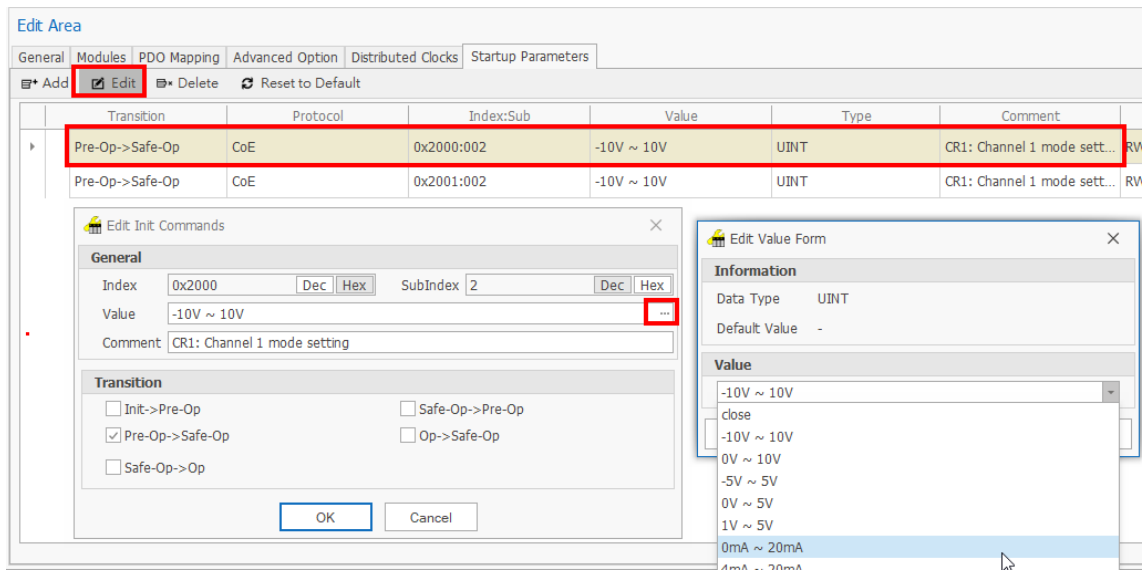 Edit Area
General Modules PDO Mapping Advanced Option Distributed Clocks Startup Parameters
Add Edit Delete Reset to Default
Transition Protocol Index:Sub Value Type Comment
Pre-Op->Safe-Op CoE 0x2000:002 -10V ~ 10V UINT CR1: Channel 1 mode sett... RW
Pre-Op->Safe-Op CoE 0x2001:002 -10V ~ 10V UINT CR1: Channel 1 mode sett... RW
Edit Init Commands
General
Index 0x2000 Dec Hex SubIndex 2 Dec Hex
Value -10V ~ 10V ...
Comment CR1: Channel 1 mode setting
Transition
Init->Pre-Op Safe-Op->Pre-Op
Pre-Op->Safe-Op Op->Safe-Op
Safe-Op->Op
OK Cancel
Edit Value Form
Information
Data Type UINT
Default Value -
Value
-10V ~ 10V
close
-10V ~ 10V
0V ~ 10V
-5V ~ 5V
0V ~ 5V
1V ~ 5V
0mA ~ 20mA
4mA ~ 20mA